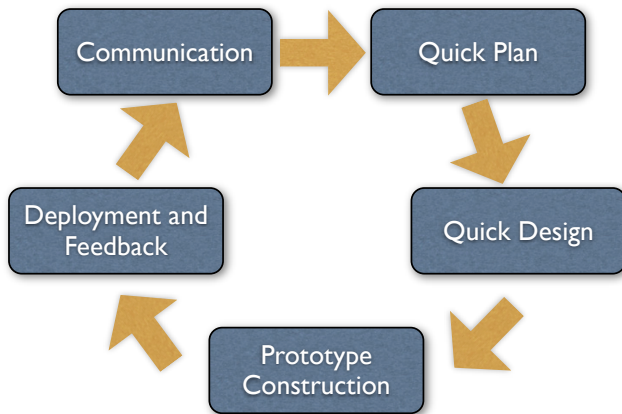 Communication
Quick Plan
Quick Design
Prototype
Construction
Deployment and
Feedback